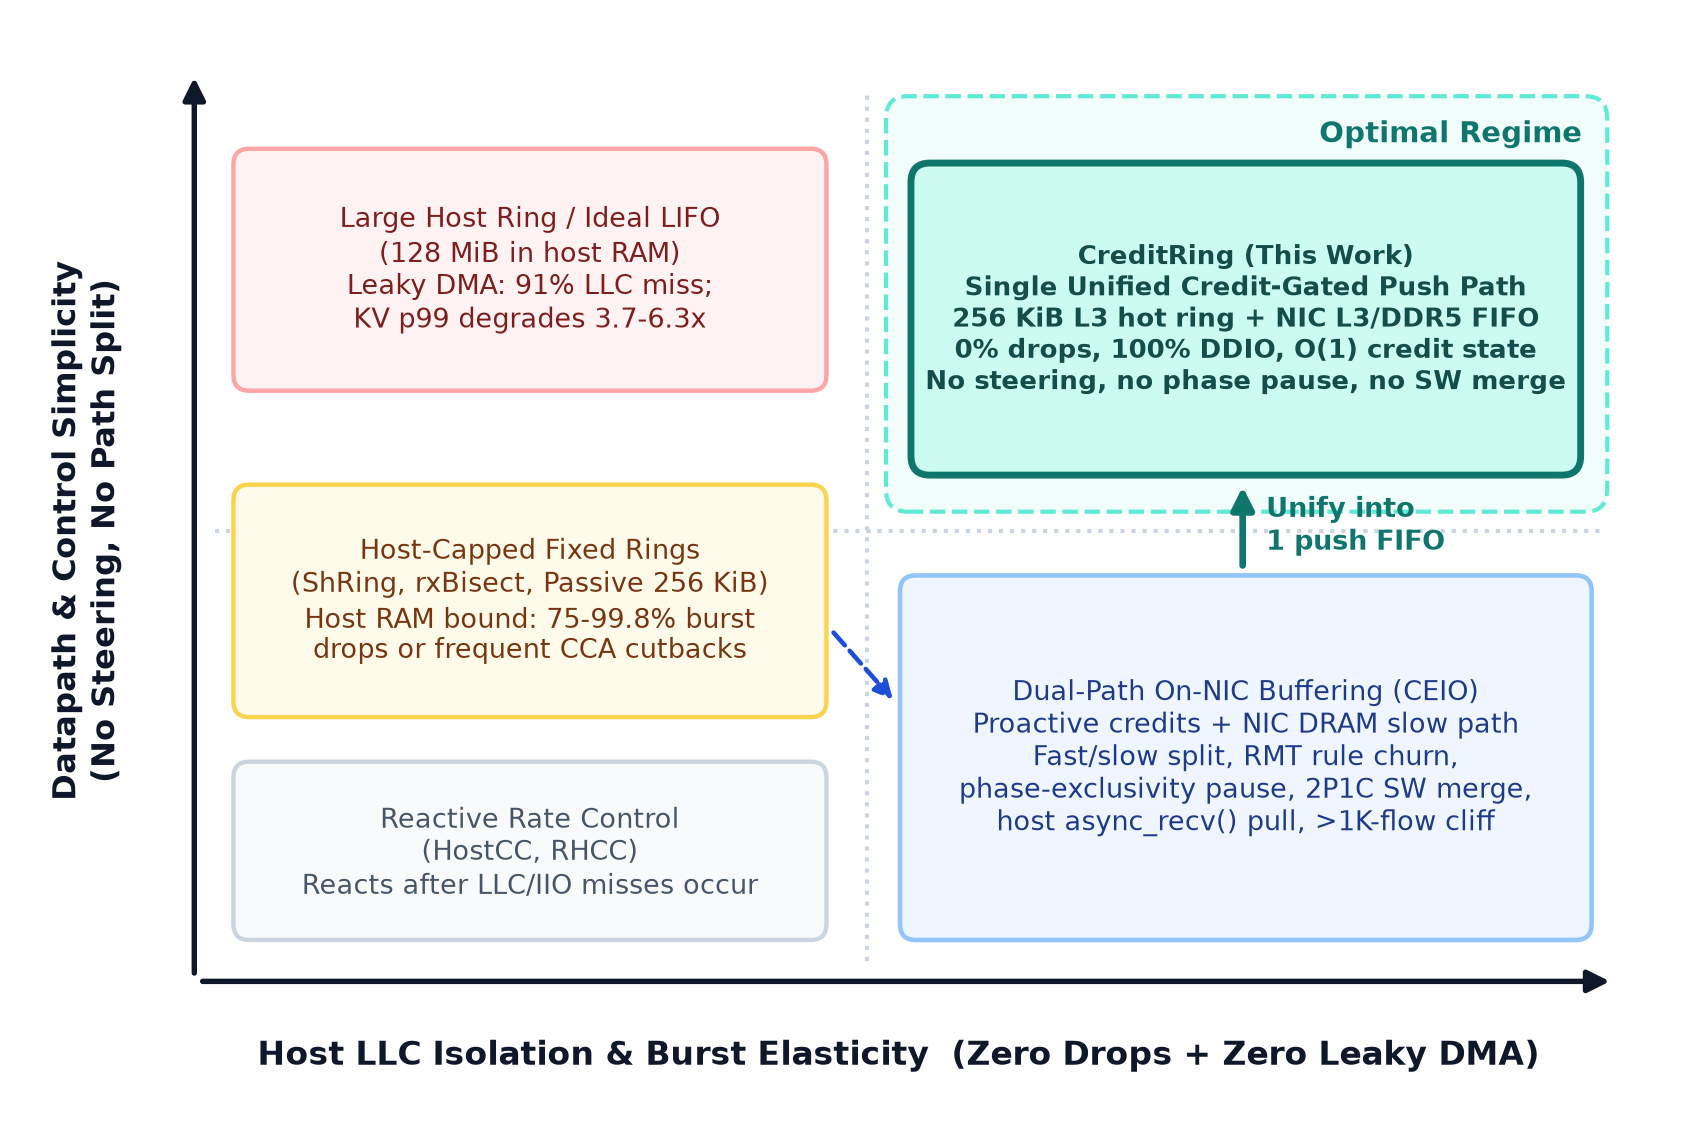 Datapath & Control Simplicity
(No Steering, No Path Split)
Large Host Ring / Ideal LIFO
(128 MiB in host RAM)
Leaky DMA: 91% LLC miss;
KV p99 degrades 3.7-6.3x
Optimal Regime
CreditRing (This Work)
Single Unified Credit-Gated Push Path
256 KiB L3 hot ring + NIC L3/DDR5 FIFO
0% drops, 100% DDIO, O(1) credit state
No steering, no phase pause, no SW merge
Unify into
1 push FIFO
Host-Capped Fixed Rings
(ShRing, rxBisect, Passive 256 KiB)
Host RAM bound: 75-99.8% burst
drops or frequent CCA cutbacks
Dual-Path On-NIC Buffering (CEIO)
Proactive credits + NIC DRAM slow path
Fast/slow split, RMT rule churn,
phase-exclusivity pause, 2P1C SW merge,
host async_recv() pull, >1K-flow cliff
Reactive Rate Control
(HostCC, RHCC)
Reacts after LLC/IIO misses occur
Host LLC Isolation & Burst Elasticity  (Zero Drops + Zero Leaky DMA)